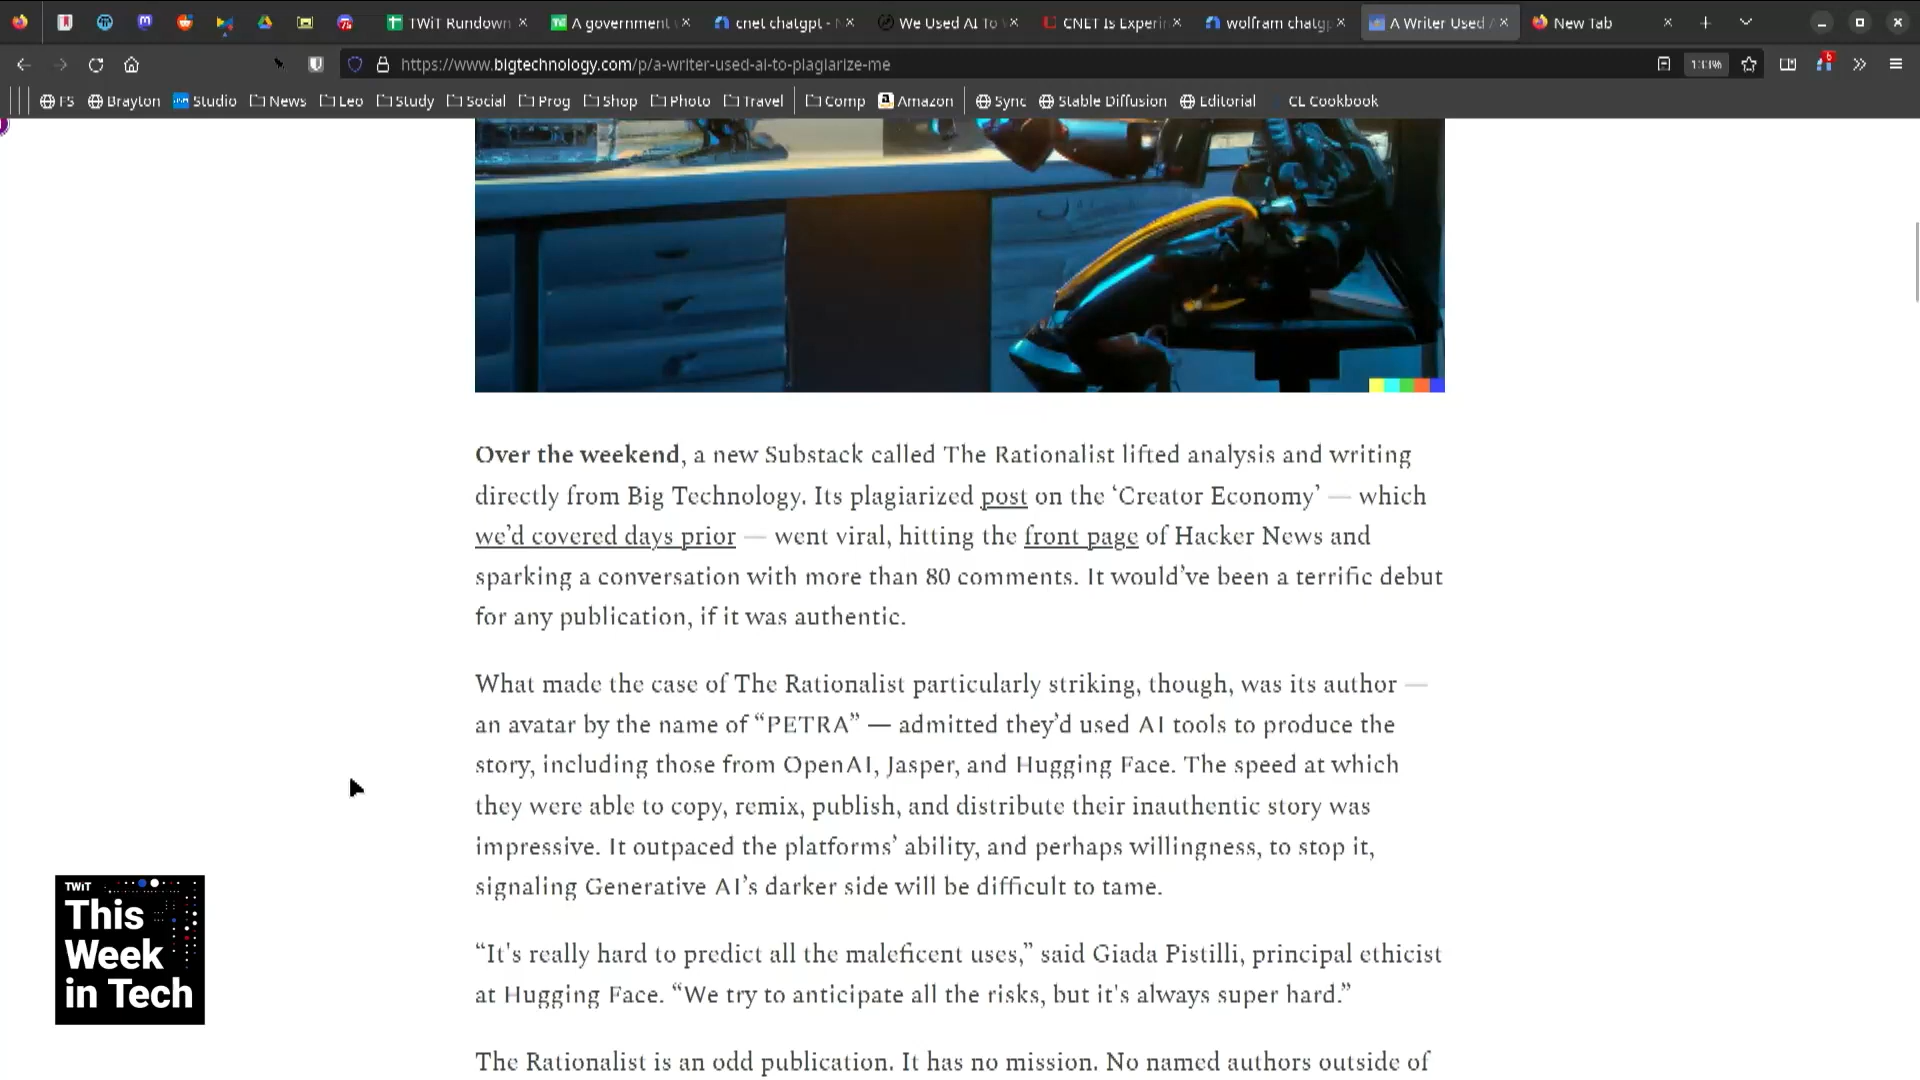 TWiT Rundown
A government
cnet chatgpt -
We Used AI To
CNET Is Experi
wolfram chatg
A Writer Used
New Tab
https://www.bigtechnology.com/p/a-writer-used-ai-to-plagiarize-me
133%
6
FS
Brayton
Studio
News
Leo
Study
Social
Prog
Shop
Photo
Travel
Comp
Amazon
Sync
Stable Diffusion
Editorial
CL Cookbook
Over the weekend, a new Substack called The Rationalist lifted analysis and writing
directly from Big Technology. Its plagiarized post on the ‘Creator Economy’ — which
we’d covered days prior — went viral, hitting the front page of Hacker News and
sparking a conversation with more than 80 comments. It would’ve been a terrific debut
for any publication, if it was authentic.
What made the case of The Rationalist particularly striking, though, was its author —
an avatar by the name of “PETRA” — admitted they’d used AI tools to produce the
story, including those from OpenAI, Jasper, and Hugging Face. The speed at which
they were able to copy, remix, publish, and distribute their inauthentic story was
impressive. It outpaced the platforms’ ability, and perhaps willingness, to stop it,
signaling Generative AI’s darker side will be difficult to tame.
“It's really hard to predict all the maleficent uses,” said Giada Pistilli, principal ethicist
at Hugging Face. “We try to anticipate all the risks, but it's always super hard.”
The Rationalist is an odd publication. It has no mission. No named authors outside of
TWiT
This
Week
in Tech